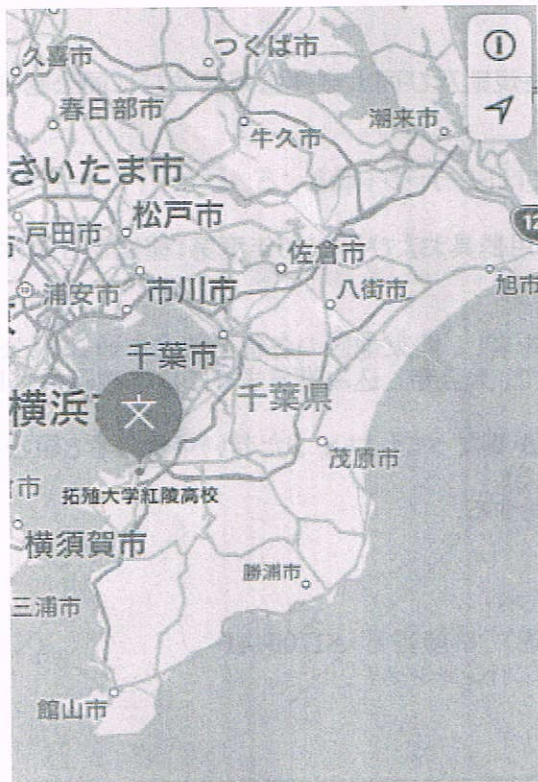 久喜市
つくば市
春日部市
牛久市
潮来市
さいたま市
戸田市
松戸市
12
佐倉市
浦安市
市川市
八街市
旭市
千葉市
横浜
文
千葉県
茂原市
拓殖大学紅陵高校
市
横須賀市
勝浦市
三浦市
館山市